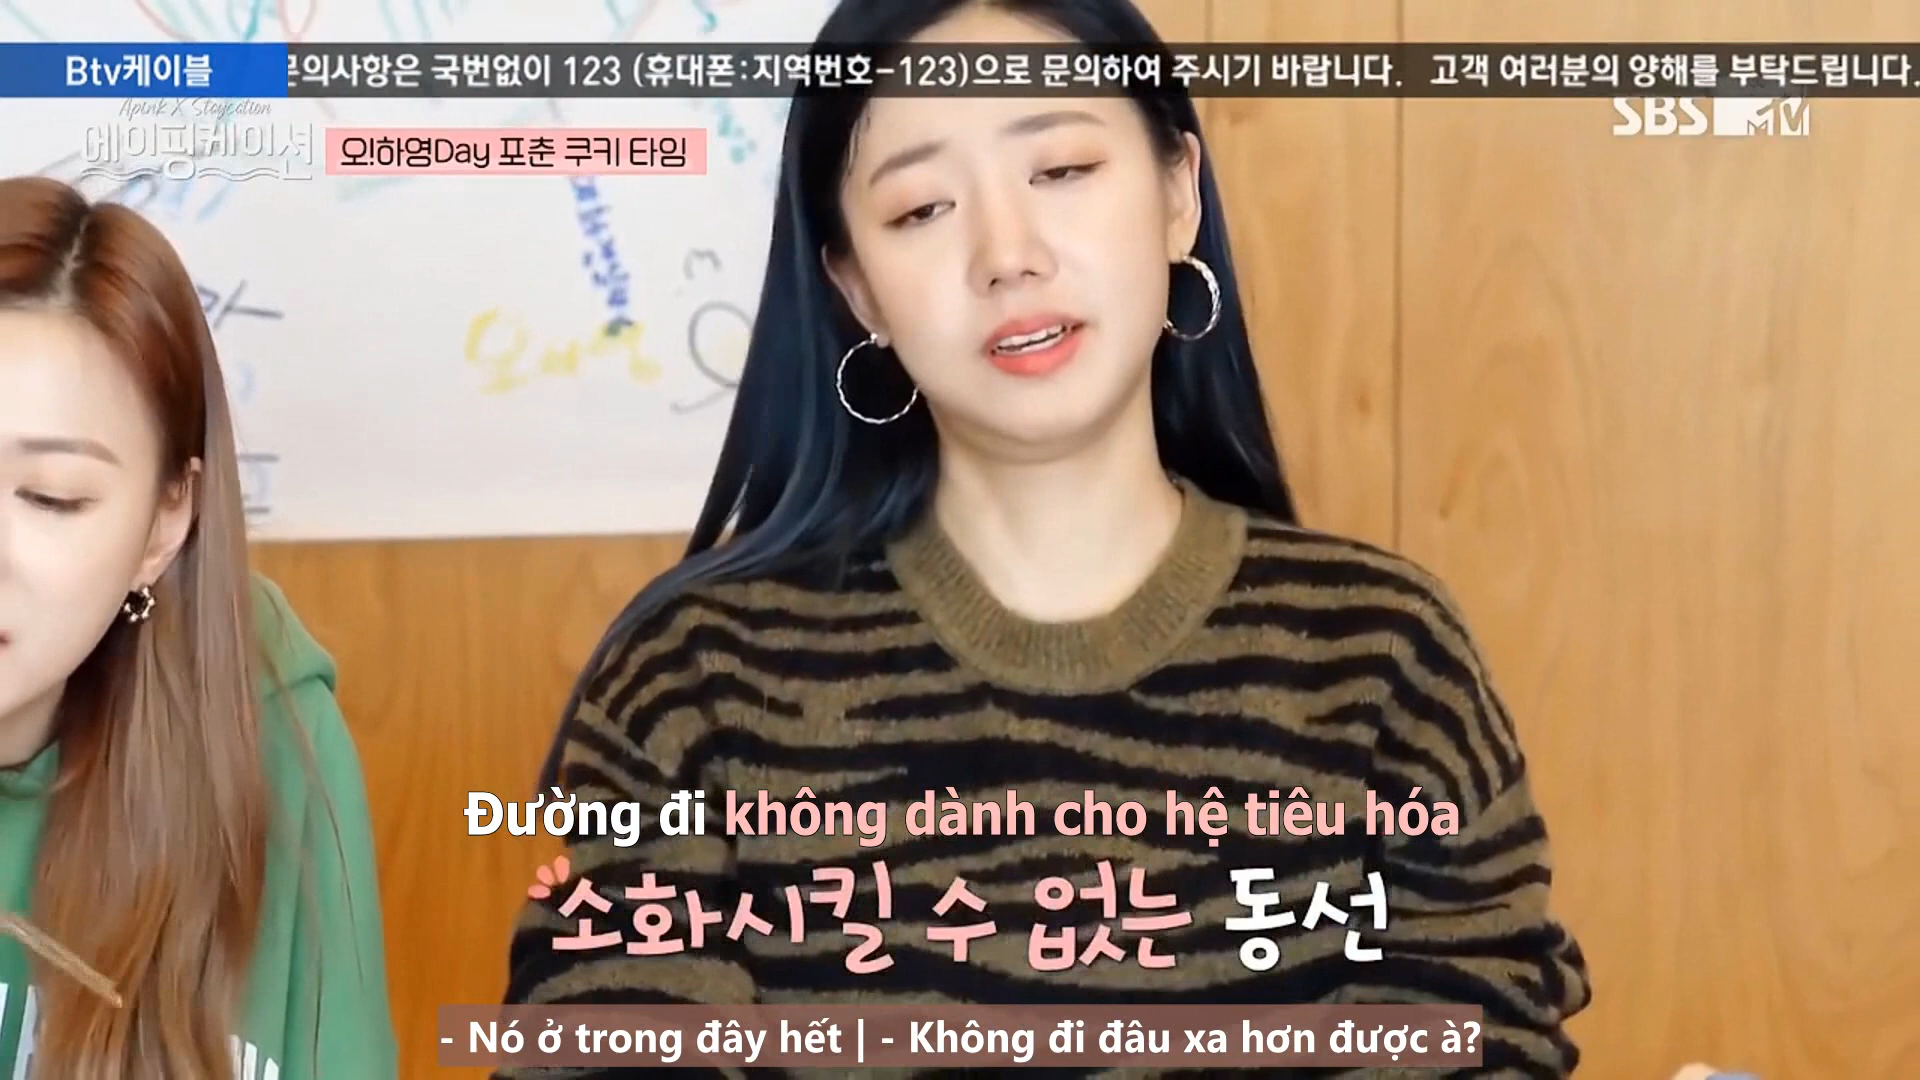 Btv케이블
문의사항은 국번없이 123 (휴대폰:지역번호-123)으로 문의하여 주시기 바랍니다. 고객 여러분의 양해를 부탁드립니다.
Apink X Staycation
에이핑케이션
오!하영Day 포춘 쿠키 타임
SBS MTV
오하영
Đường đi không dành cho hệ tiêu hóa
소화시킬 수 없는 동선
- Nó ở trong đây hết | - Không đi đâu xa hơn được à?